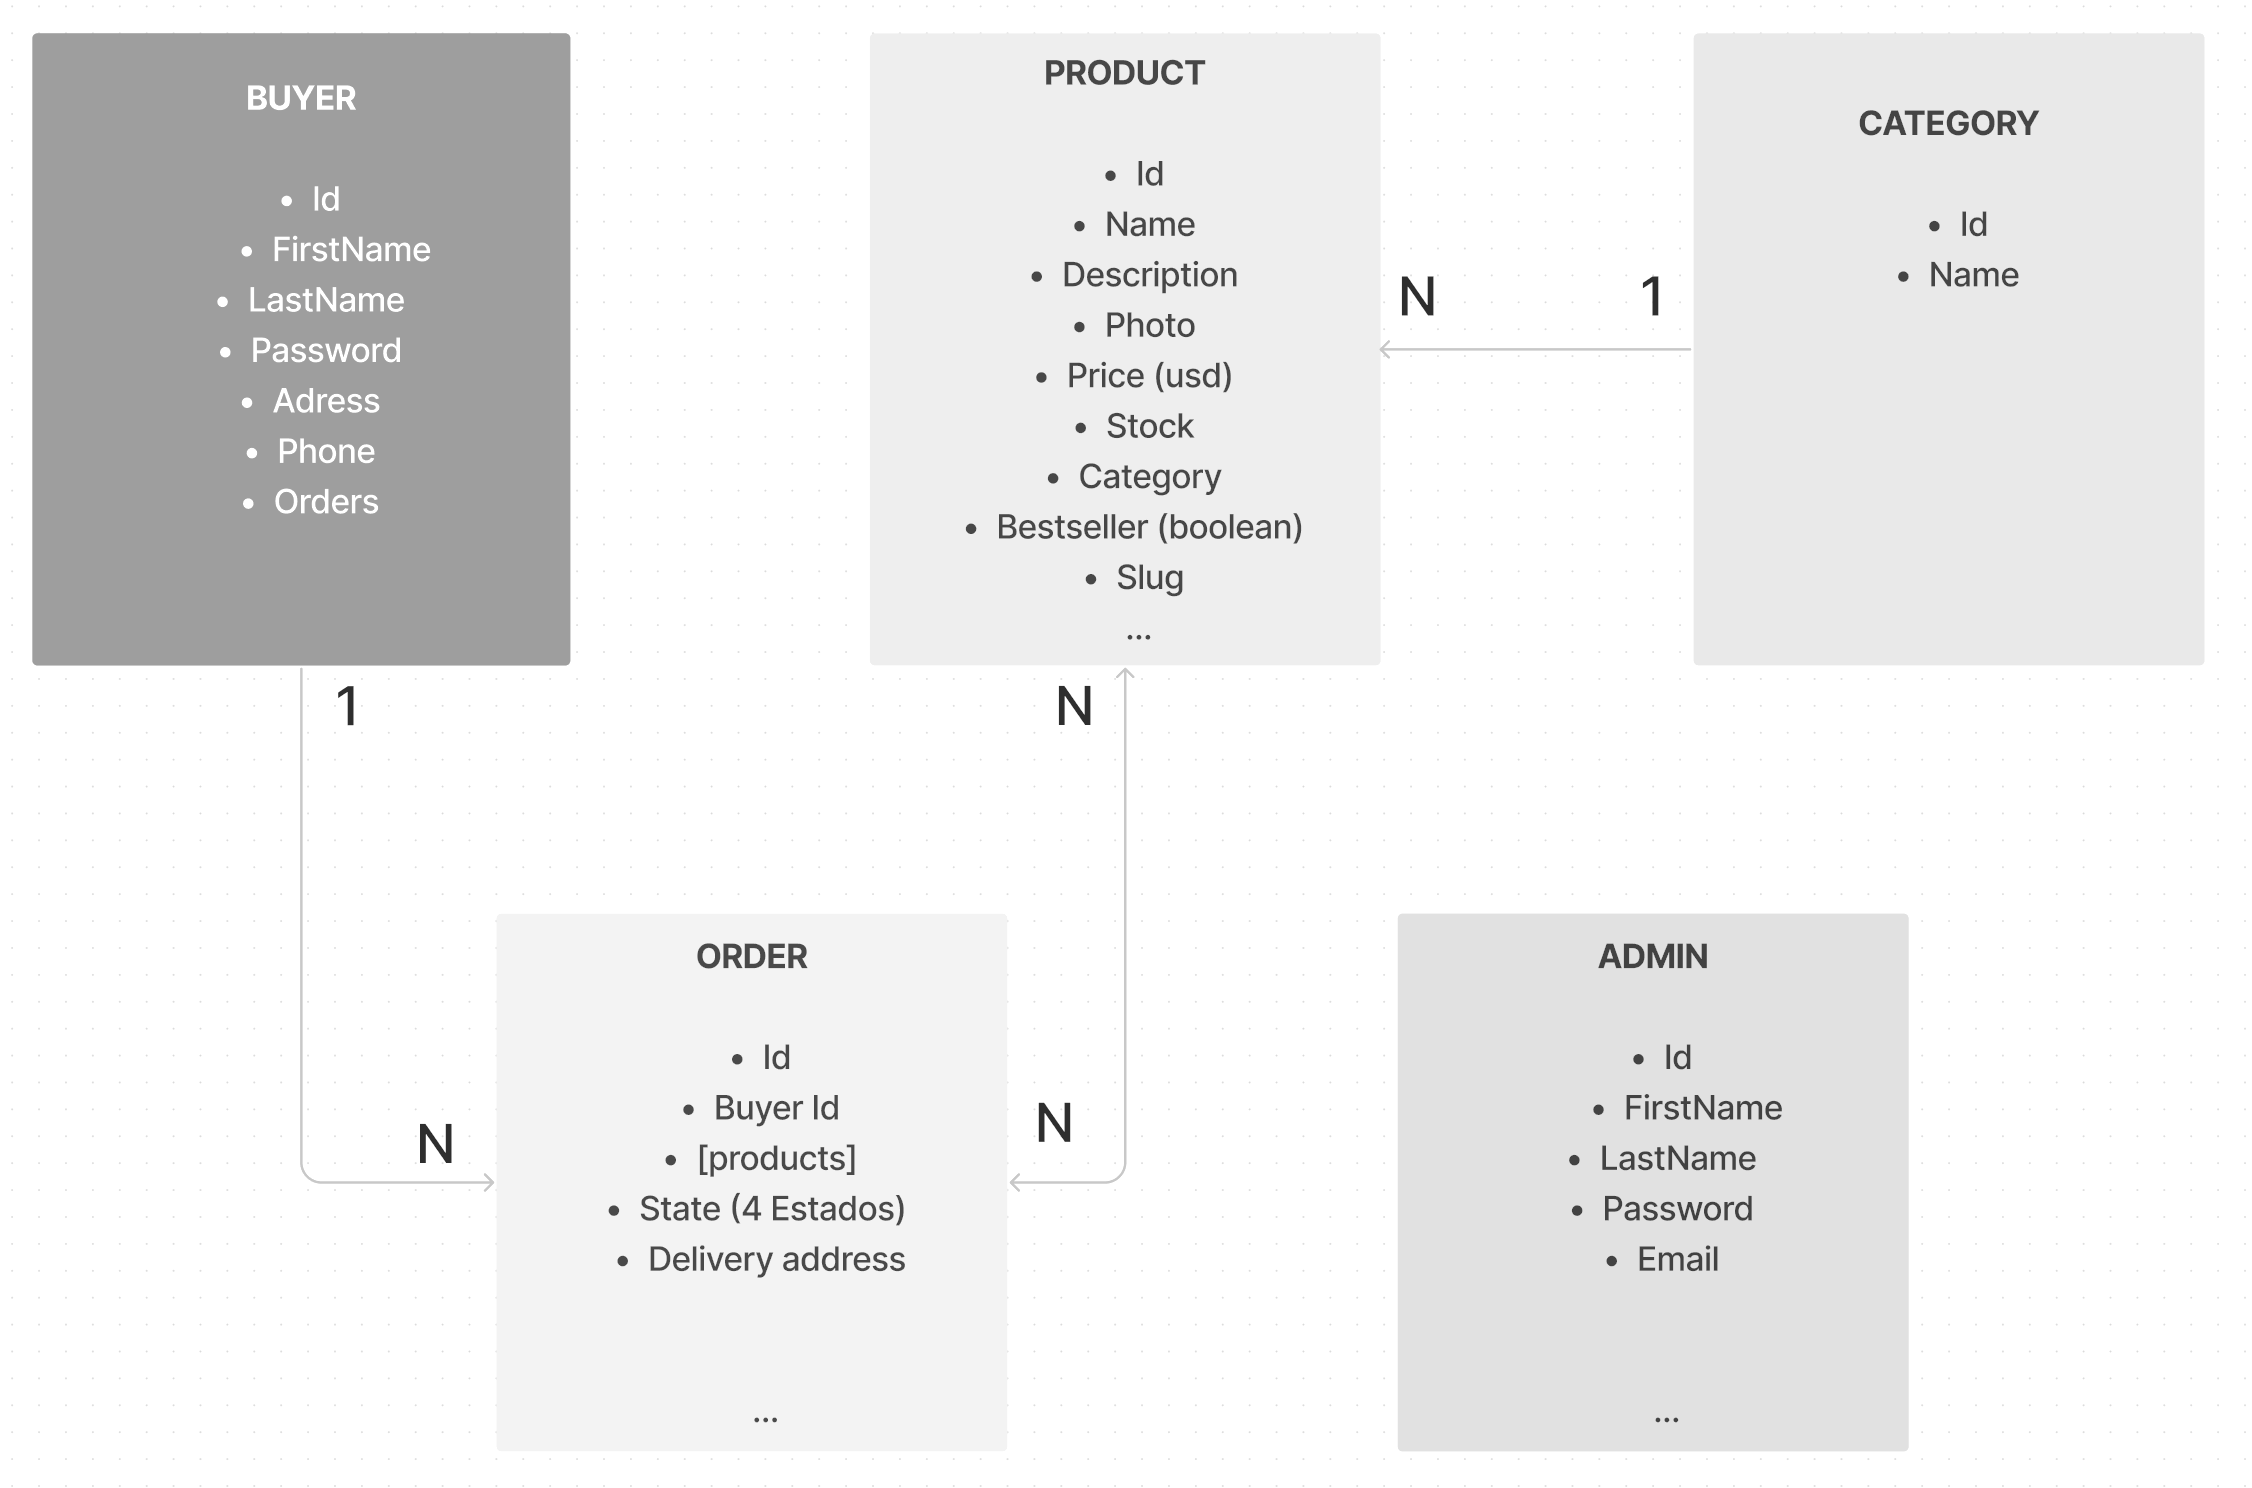 BUYER
• Id
• FirstName
• LastName
• Password
• Adress
• Phone
• Orders
1
PRODUCT
• Id
• Name
• Description
• Photo
• Price (usd)
• Stock
• Category
• Bestseller (boolean)
• Slug
...
N
N
1
CATEGORY
• Id
• Name
N
ORDER
• Id
• Buyer Id
• [products]
• State (4 Estados)
• Delivery address
...
N
ADMIN
• Id
• FirstName
• LastName
• Password
• Email
...